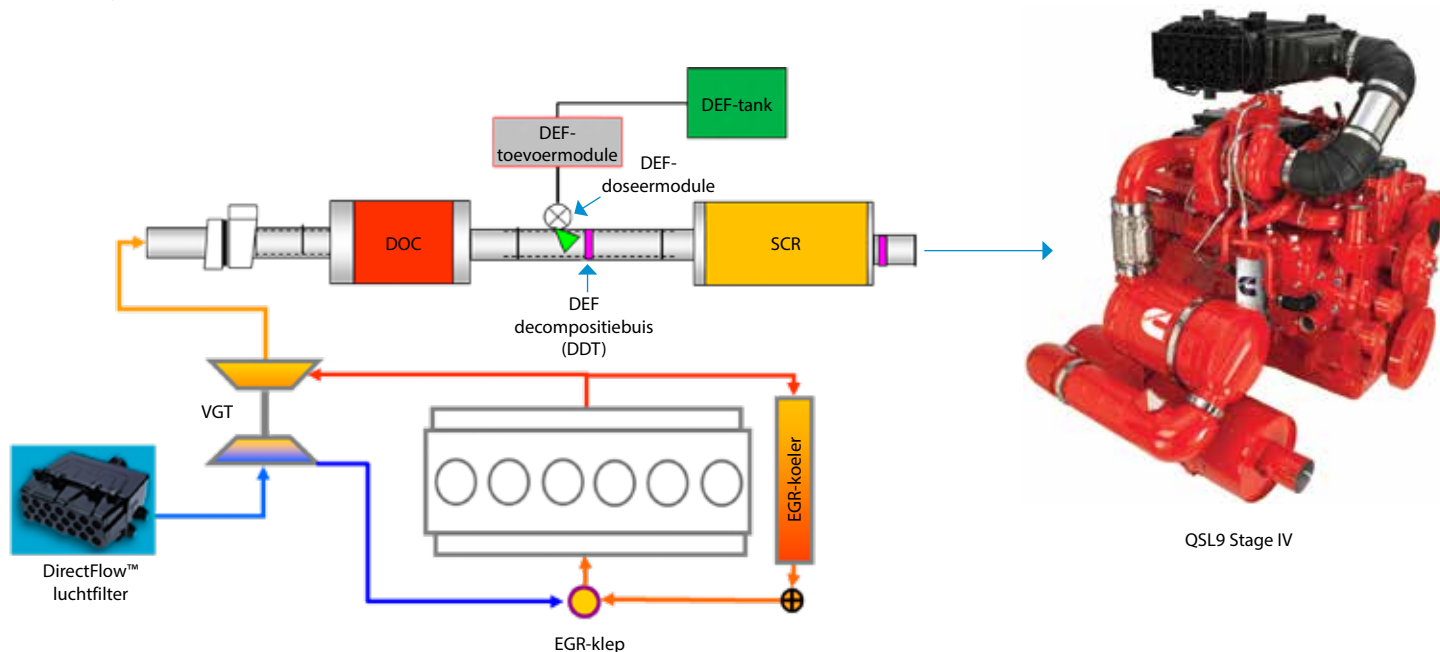 DEF-tank
DEF-
toevoermodule
DEF-
doseermodule
DOC
SCR
DEF
decompositiebuis
(DDT)
VGT
EGR-koeler
DirectFlow™
luchtfilter
EGR-klep
QSL9 Stage IV